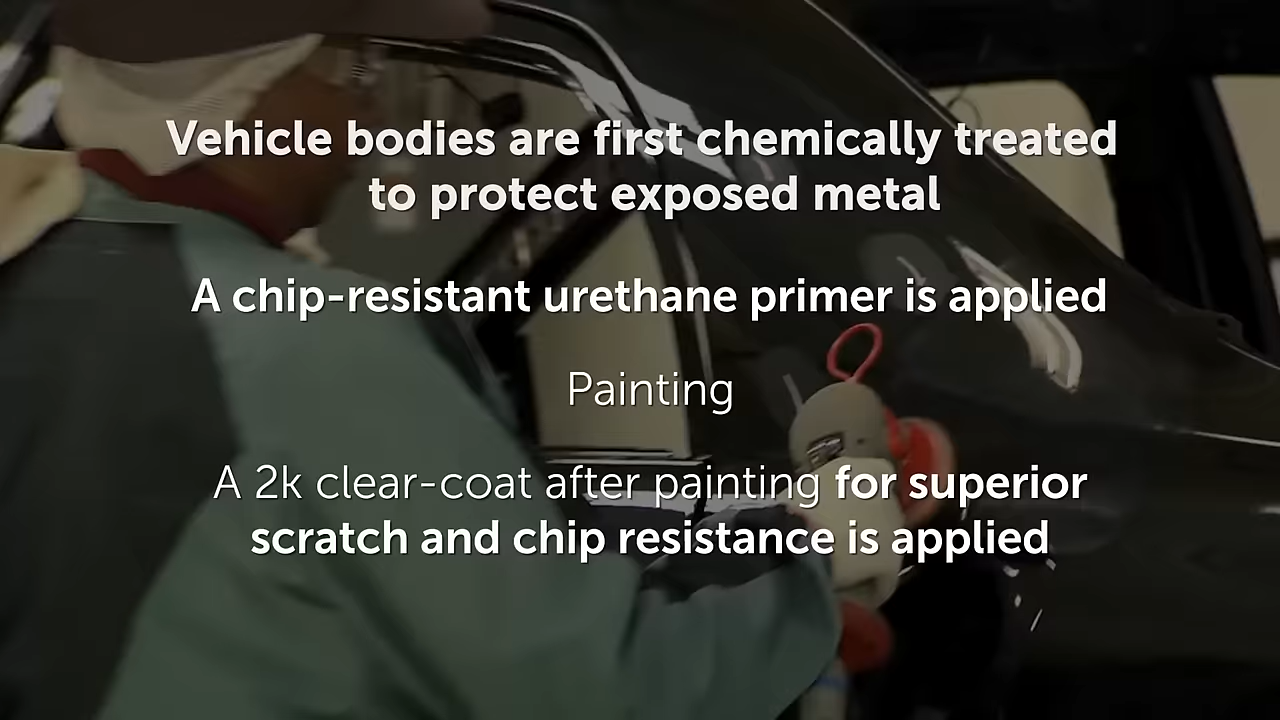 Vehicle bodies are first chemically treated
to protect exposed metal
A chip-resistant urethane primer is applied
Painting
A 2k clear-coat after painting for superior
scratch and chip resistance is applied